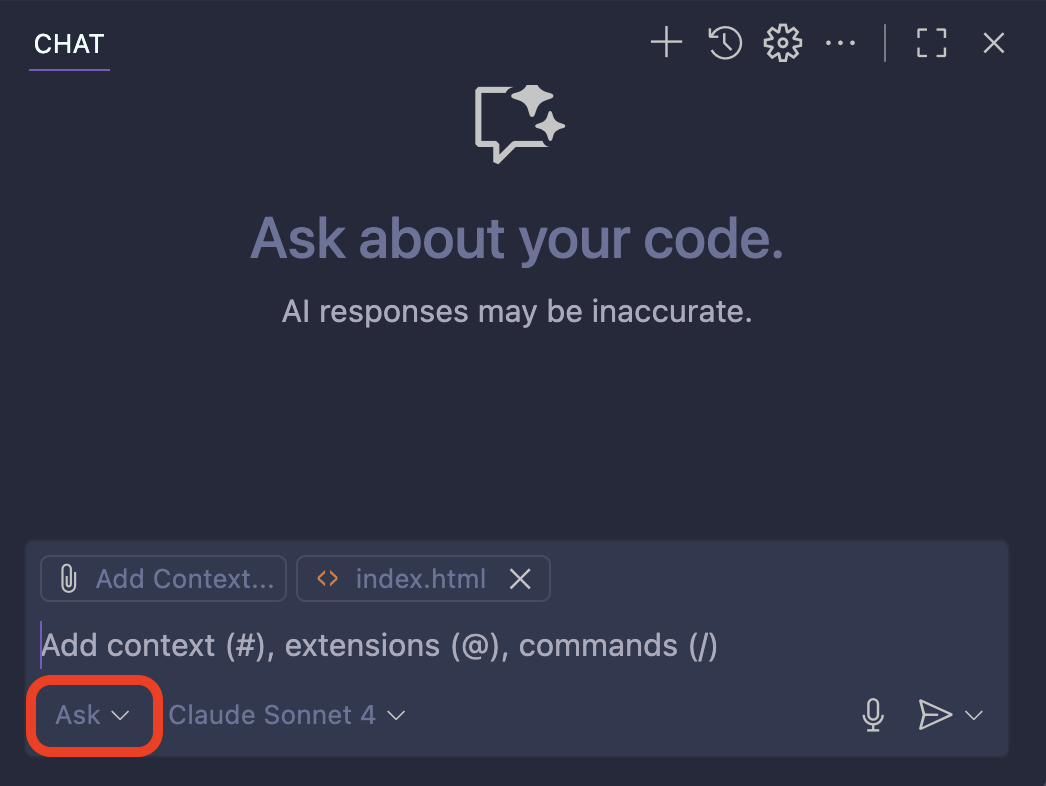 CHAT
Ask about your code.
AI responses may be inaccurate.
Add Context...
index.html
Add context (#), extensions (@), commands (/)
Ask
Claude Sonnet 4